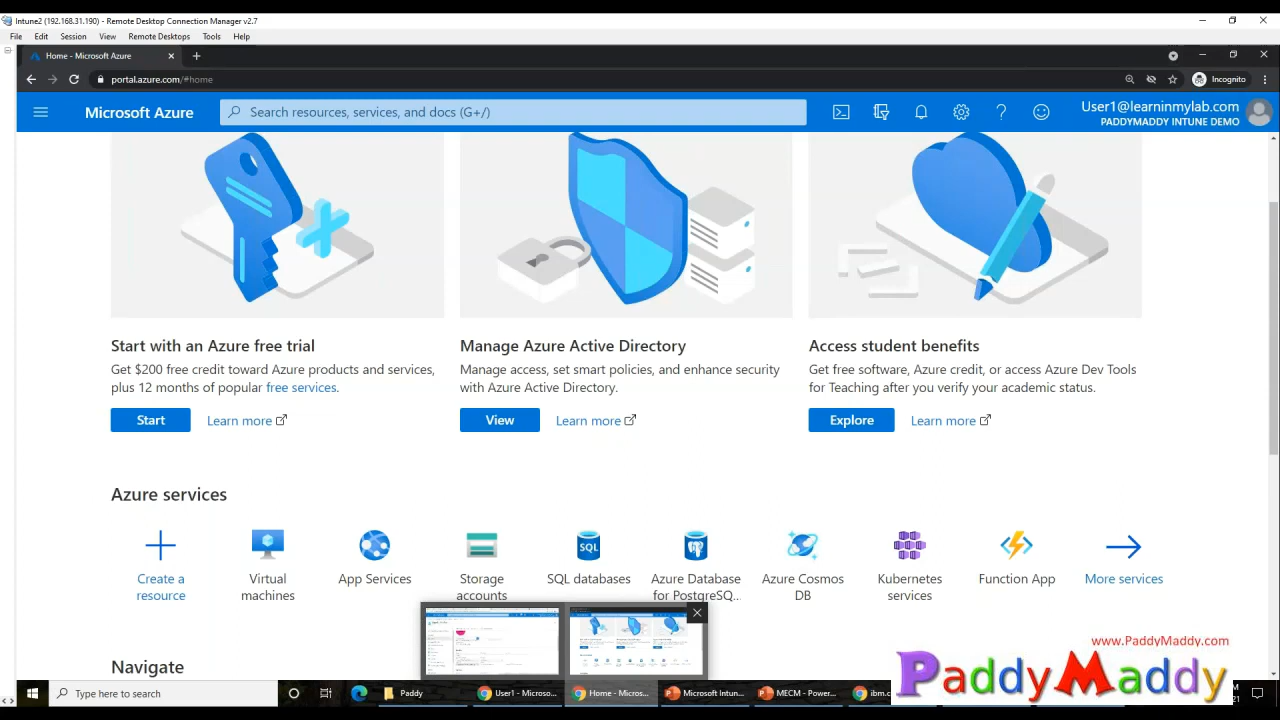 Intune2 (192.168.31.190) - Remote Desktop Connection Manager v2.7
File Edit Session View Remote Desktops Tools Help
Home - Microsoft Azure
portal.azure.com/#home
Incognito
Microsoft Azure
Search resources, services, and docs (G+/)
User1@learninmylab.com
PADDYMADDY INTUNE DEMO
Start with an Azure free trial
Get $200 free credit toward Azure products and services,
plus 12 months of popular free services.
Start Learn more
Manage Azure Active Directory
Manage access, set smart policies, and enhance security
with Azure Active Directory.
View Learn more
Access student benefits
Get free software, Azure credit, or access Azure Dev Tools
for Teaching after you verify your academic status.
Explore Learn more
Azure services
Create a
resource
Virtual
machines
App Services
Storage
accounts
SQL
SQL databases
Azure Database
for PostgreSQ...
Azure Cosmos
DB
Kubernetes
services
Function App
More services
Navigate
www.PaddyMaddy.com
PaddyMaddy
Type here to search
Paddy
User1 - Microso...
Home - Micros...
Microsoft Intun...
MECM - Power...